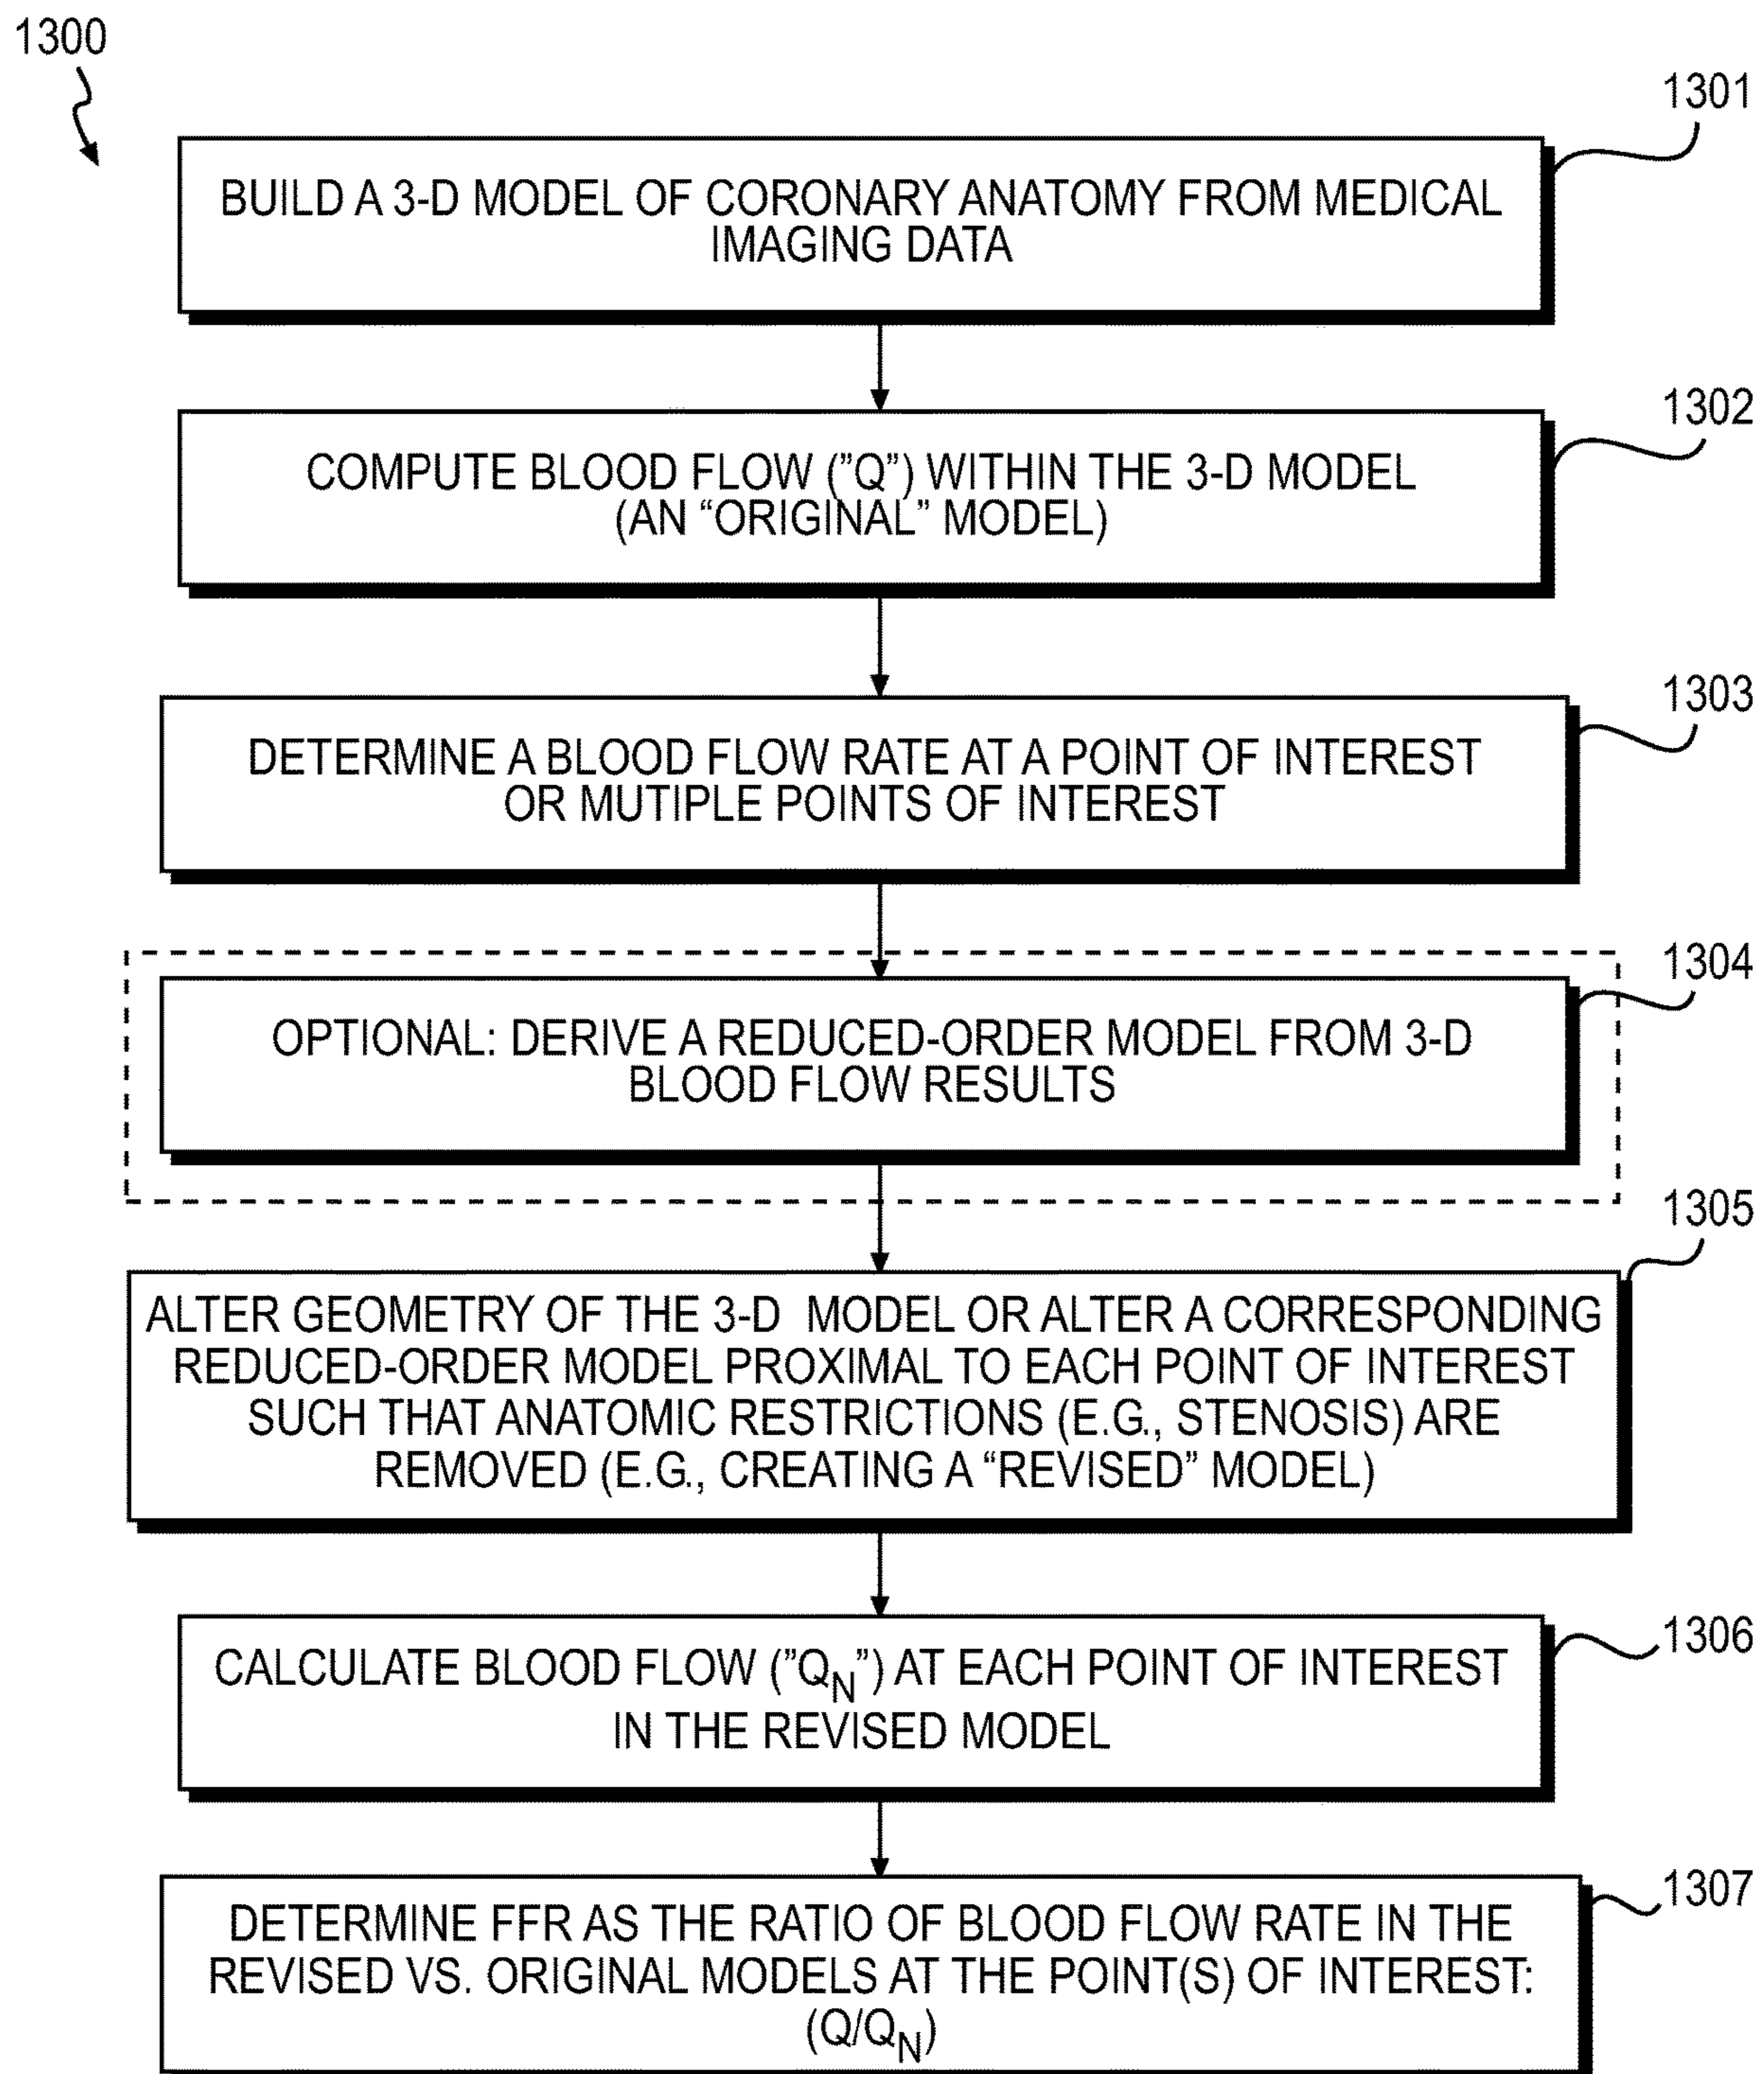 1300
1301
BUILD A 3-D MODEL OF CORONARY ANATOMY FROM MEDICAL
IMAGING DATA
1302
COMPUTE BLOOD FLOW (”Q”) WITHIN THE 3-D MODEL
(AN “ORIGINAL” MODEL)
1303
DETERMINE A BLOOD FLOW RATE AT A POINT OF INTEREST
OR MUTIPLE POINTS OF INTEREST
1304
OPTIONAL: DERIVE A REDUCED-ORDER MODEL FROM 3-D
BLOOD FLOW RESULTS
1305
ALTER GEOMETRY OF THE 3-D MODEL OR ALTER A CORRESPONDING
REDUCED-ORDER MODEL PROXIMAL TO EACH POINT OF INTEREST
SUCH THAT ANATOMIC RESTRICTIONS (E.G., STENOSIS) ARE
REMOVED (E.G., CREATING A “REVISED” MODEL)
1306
CALCULATE BLOOD FLOW (”QN”) AT EACH POINT OF INTEREST
IN THE REVISED MODEL
1307
DETERMINE FFR AS THE RATIO OF BLOOD FLOW RATE IN THE
REVISED VS. ORIGINAL MODELS AT THE POINT(S) OF INTEREST:
(Q/QN)